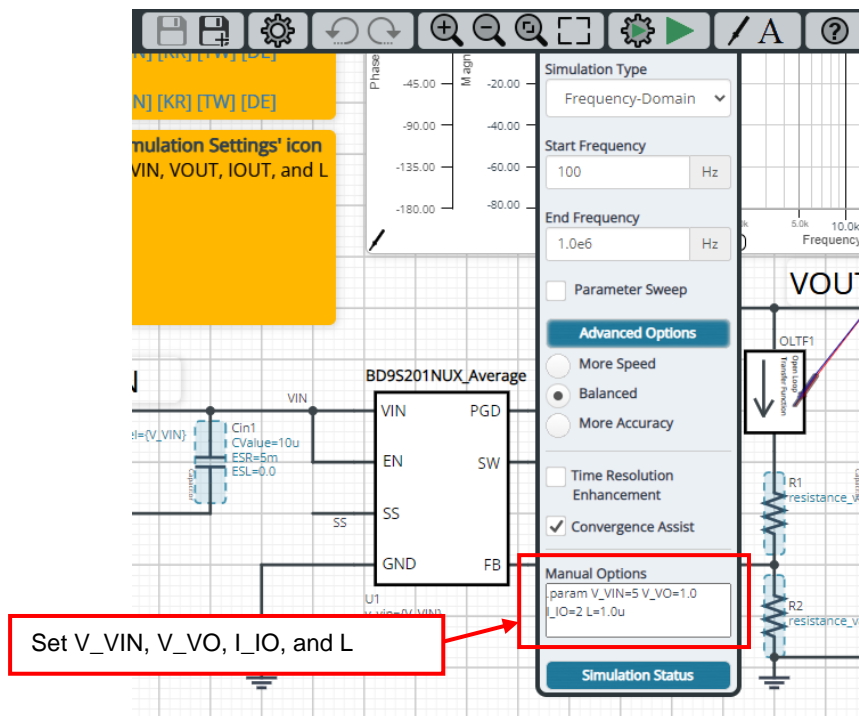 A
?
N] [KR] [TW] [DE]
N] [KR] [TW] [DE]
mulation Settings' icon
VIN, VOUT, IOUT, and L
Phase
-45.00
-90.00
-135.00
-180.00
Magn
-20.00
-40.00
-60.00
-80.00
Simulation Type
Frequency-Domain
Start Frequency
100 Hz
End Frequency
1.0e6 Hz
Parameter Sweep
Advanced Options
More Speed
Balanced
More Accuracy
Time Resolution
Enhancement
Convergence Assist
Manual Options
.param V_VIN=5 V_VO=1.0
I_IO=2 L=1.0u
Simulation Status
5.0k 10.0k
Frequency
VOUT
OLTF1
Open Loop
Transfer Function
R1
resistance_v
R2
resistance_v
N
VIN
el={V_VIN}
Cin1
CValue=10u
ESR=5m
ESL=0.0
Capacitor
SS
BD9S201NUX_Average
VIN PGD
EN SW
SS
GND FB
U1
v_vin={V_VIN}
Set V_VIN, V_VO, I_IO, and L